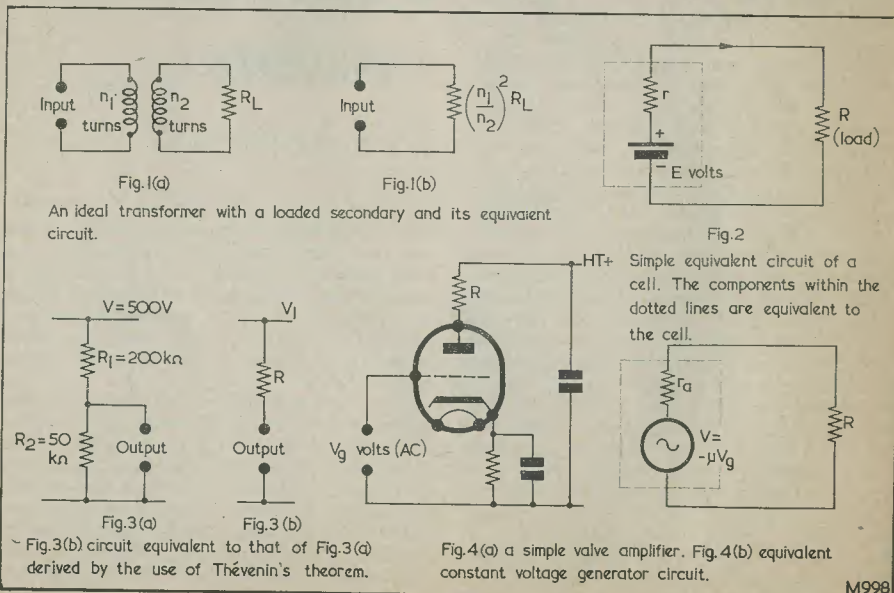 Input
n1
turns
n2
turns
RL
Fig.1(a)
Input
(n1/n2)² RL
Fig.1(b)
An ideal transformer with a loaded secondary and its equivalent
circuit.
r
+
−
E volts
R
(load)
Fig.2
Simple equivalent circuit of a
cell. The components within the
dotted lines are equivalent to
the cell.
V=500V
R1=200kΩ
R2=50
kΩ
Output
Fig.3(a)
V1
R
Output
Fig.3(b)
Fig.3(b) circuit equivalent to that of Fig.3(a)
derived by the use of Thévenin's theorem.
HT+
R
Vg volts (AC)
ra
V=
-μVg
R
Fig.4(a) a simple valve amplifier. Fig.4(b) equivalent
constant voltage generator circuit.
M998